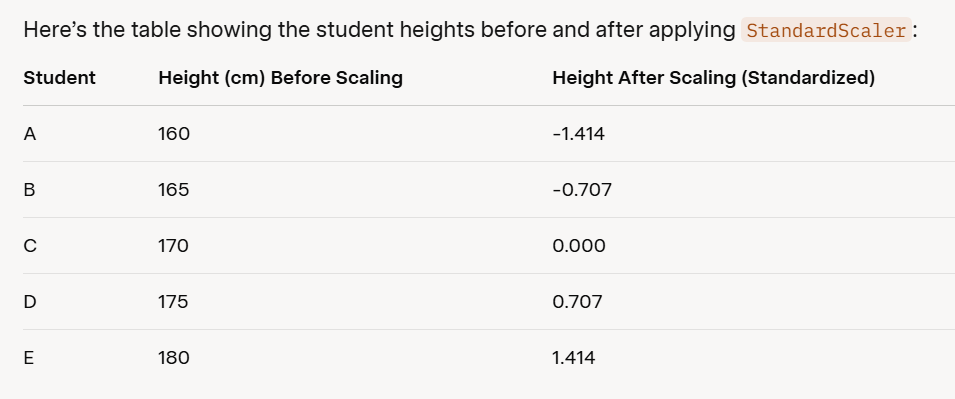 Here’s the table showing the student heights before and after applying StandardScaler:
Student Height (cm) Before Scaling Height After Scaling (Standardized)
A 160 -1.414
B 165 -0.707
C 170 0.000
D 175 0.707
E 180 1.414